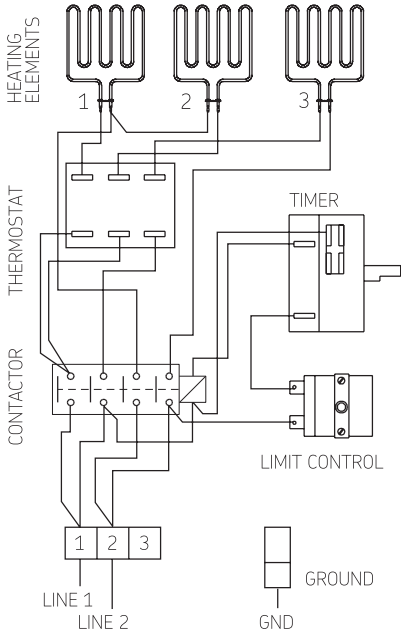 HEATING
ELEMENTS
1
2
3
THERMOSTAT
TIMER
CONTACTOR
LIMIT CONTROL
1
2
3
GROUND
LINE 1
LINE 2
GND